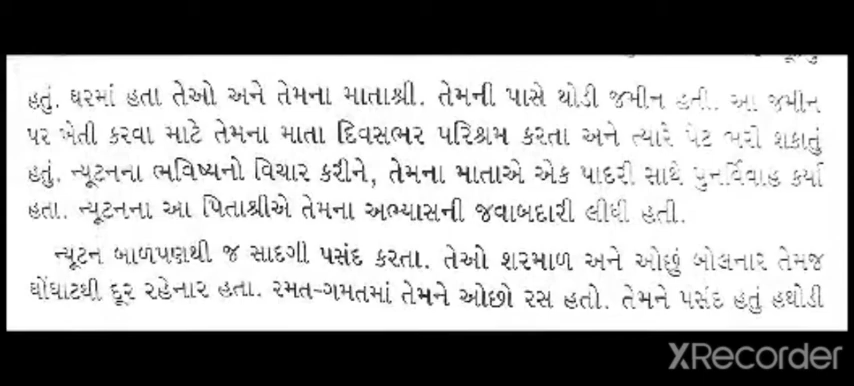 હતું. ઘરમાં હતા તેઓ અને તેમના માતાશ્રી. તેમની પાસે થોડી જમીન હતી. આ જમીન
પર ખેતી કરવા માટે તેમના માતા દિવસભર પરિશ્રમ કરતા અને ત્યારે પેટ ભરી શકાતું
હતું. ન્યૂટનના ભવિષ્યનો વિચાર કરીને, તેમના માતાએ એક પાદરી સાથે પુનર્વિવાહ કર્યા
હતા. ન્યૂટનના આ પિતાશ્રીએ તેમના અભ્યાસની જવાબદારી લીધી હતી.
ન્યૂટન બાળપણથી જ સાદગી પસંદ કરતા. તેઓ શરમાળ અને ઓછું બોલનાર તેમજ
ઘોંઘાટથી દૂર રહેનાર હતા. રમત-ગમતમાં તેમને ઓછો રસ હતો. તેમને પસંદ હતું હથોડી
XRecorder